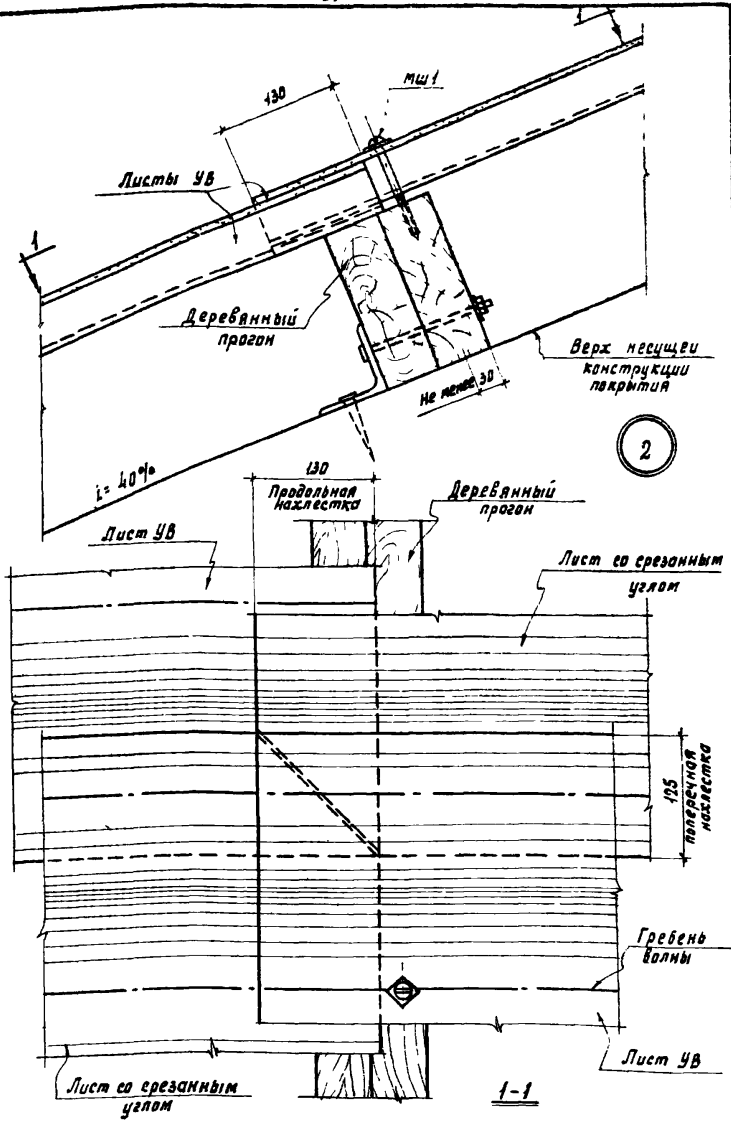 130
мш1
Листы УВ
1
Деревянный
прогон
Верх несущей
конструкции
покрытия
Не менее 30
2
i= 40%
130
Продольная
нахлестка
Деревянный
прогон
Лист УВ
Лист со срезанным
углом
125
поперечная
нахлестка
Гребень
волны
Лист УВ
Лист со срезанным
углом
1-1